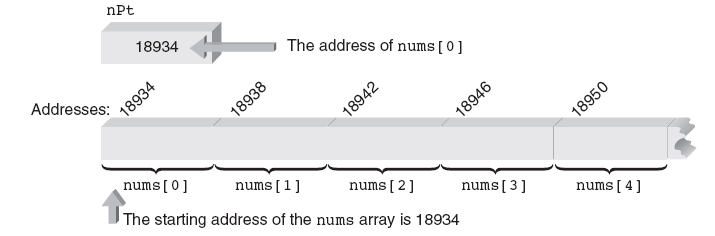 nPt
18934 The address of nums[0]
Addresses: 18934 18938 18942 18946 18950
nums[0] nums[1] nums[2] nums[3] nums[4]
The starting address of the nums array is 18934